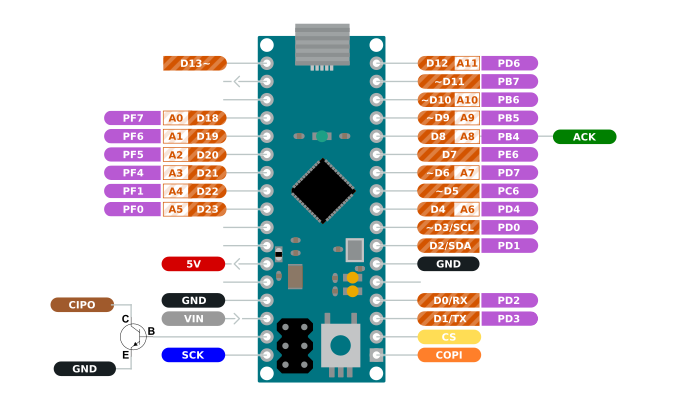 D13~ D12 A11 PD6
~D11 PB7
~D10 A10 PB6
PF7 A0 D18 ~D9 A9 PB5
PF6 A1 D19 D8 A8 PB4 ACK
PF5 A2 D20 D7 PE6
PF4 A3 D21 ~D6 A7 PD7
PF1 A4 D22 ~D5 PC6
PF0 A5 D23 D4 A6 PD4
~D3/SCL PD0
D2/SDA PD1
5V GND
GND D0/RX PD2
CIPO
VIN D1/TX PD3
C
B CS
E SCK COPI
GND